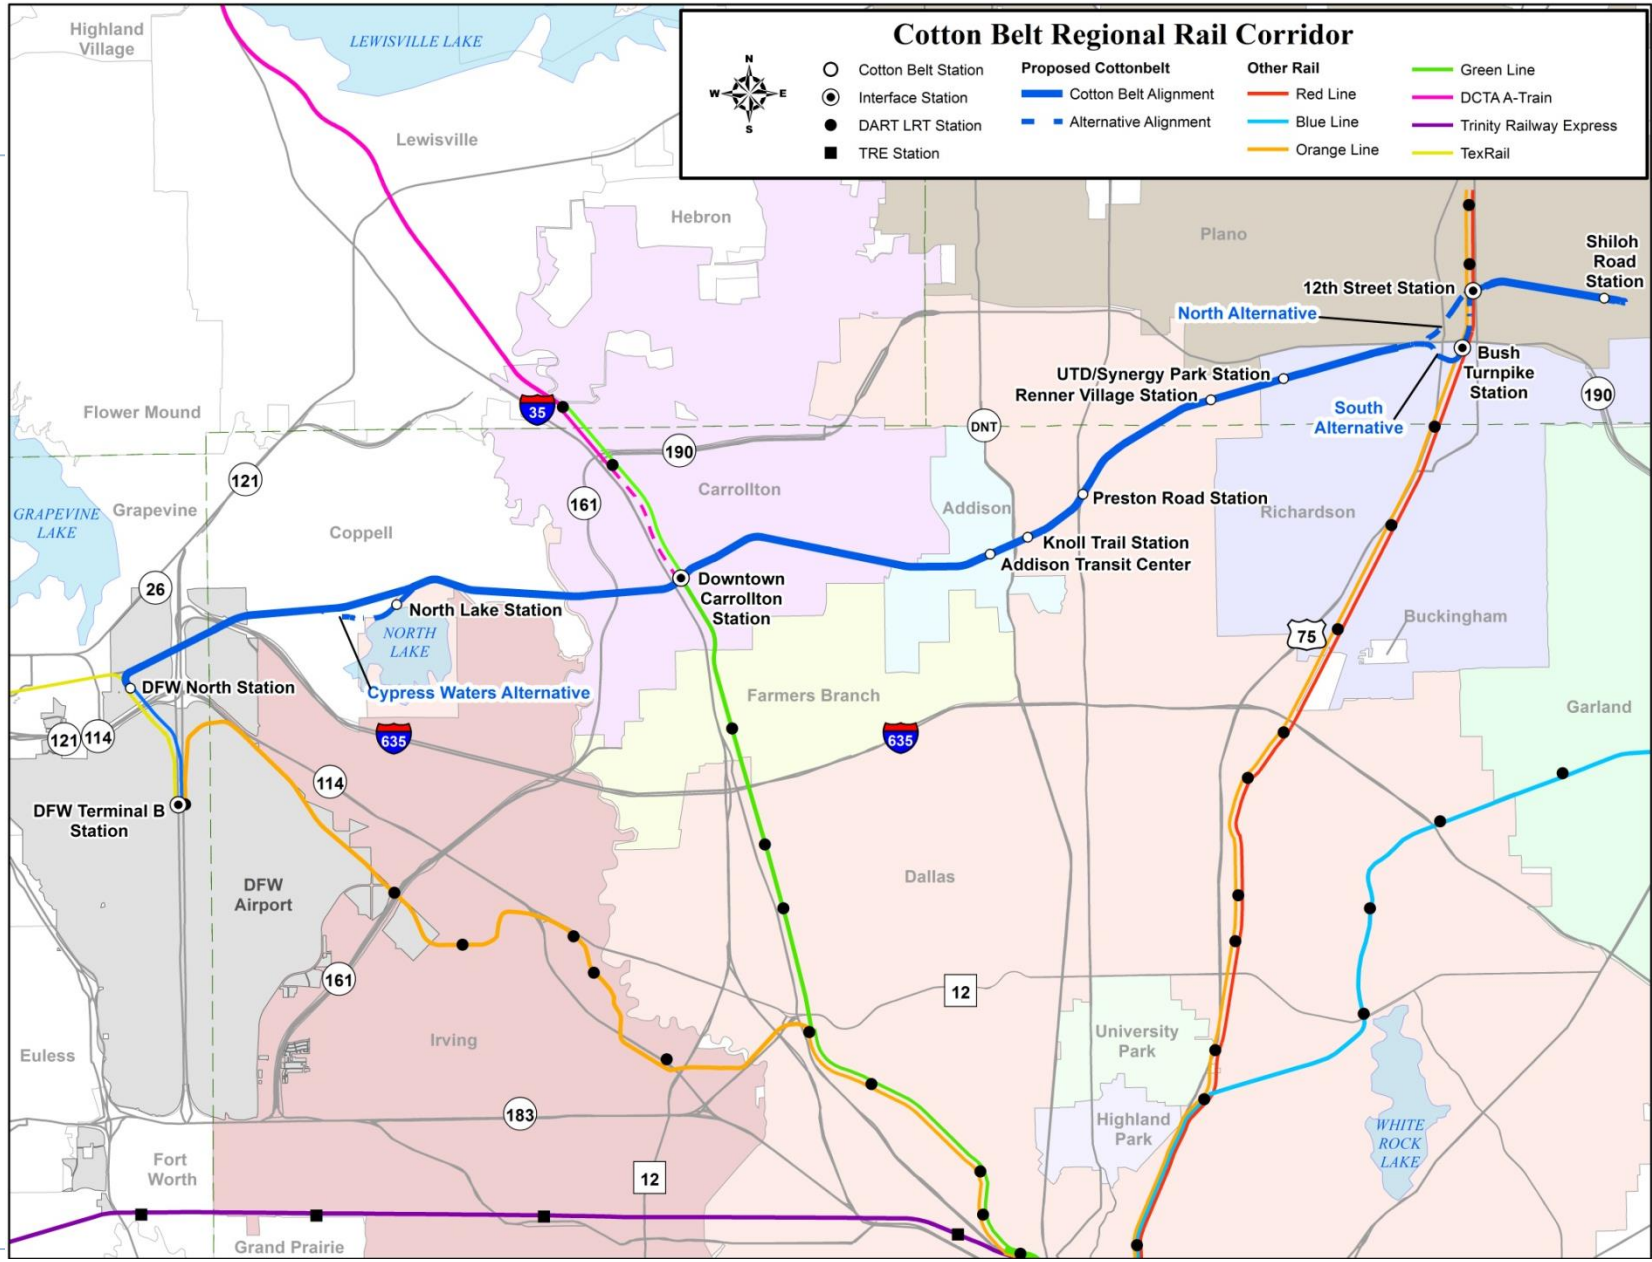 Cotton Belt Regional Rail Corridor
N
W
E
S
Cotton Belt Station
Interface Station
DART LRT Station
TRE Station
Proposed Cottonbelt
Cotton Belt Alignment
Alternative Alignment
Other Rail
Red Line
Blue Line
Orange Line
Green Line
DCTA A-Train
Trinity Railway Express
TexRail
Highland
Village
LEWISVILLE LAKE
Lewisville
Hebron
Plano
Shiloh
Road
Station
12th Street Station
North Alternative
Bush
Turnpike
Station
UTD/Synergy Park Station
Renner Village Station
190
South
Alternative
35
Flower Mound
DNT
190
121
Carrollton
161
Addison
Preston Road Station
Richardson
GRAPEVINE
LAKE
Grapevine
Coppell
Knoll Trail Station
Addison Transit Center
26
Downtown
Carrollton
Station
North Lake Station
NORTH
LAKE
75
Buckingham
DFW North Station
Cypress Waters Alternative
Farmers Branch
Garland
121
114
635
635
114
DFW Terminal B
Station
DFW
Airport
Dallas
161
12
Irving
University
Park
Euless
183
Highland
Park
WHITE
ROCK
LAKE
Fort
Worth
12
Grand Prairie